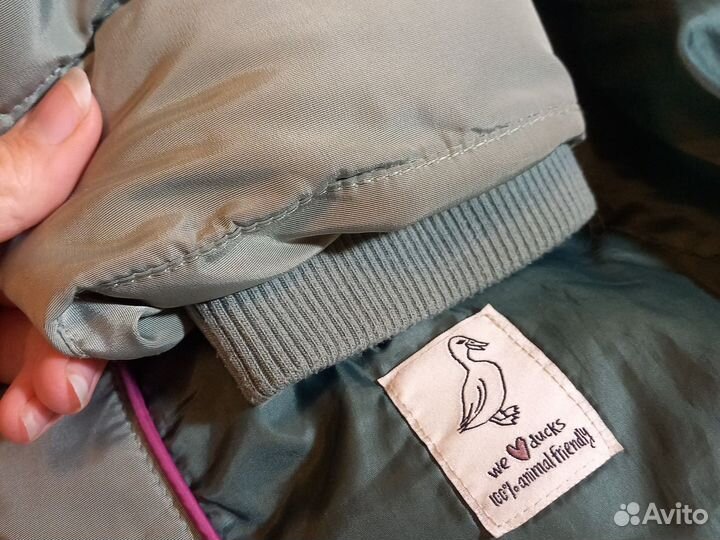 we ❤ ducks
100% animal friendly
Avito